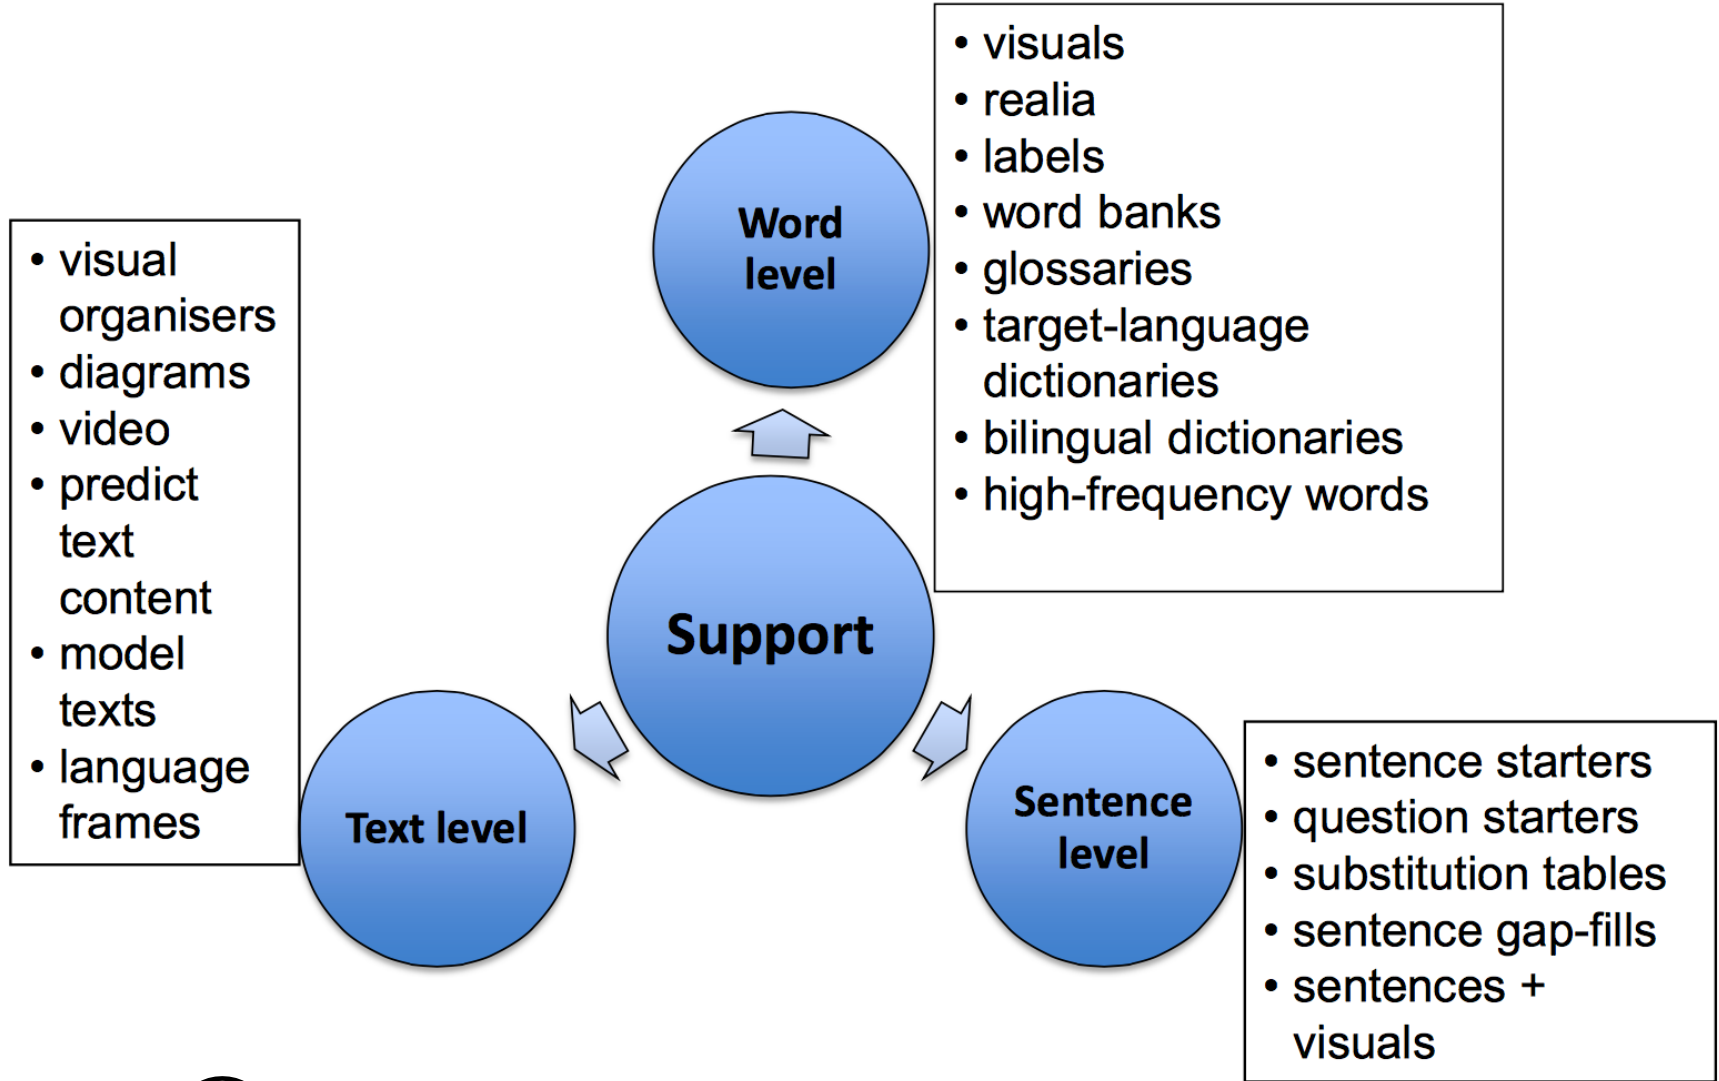 • visuals
• realia
• labels
• word banks
• glossaries
• target-language
dictionaries
• bilingual dictionaries
• high-frequency words
Word
level
• visual
organisers
• diagrams
• video
• predict
text
content
• model
texts
• language
frames
Support
Text level
Sentence
level
• sentence starters
• question starters
• substitution tables
• sentence gap-fills
• sentences +
visuals